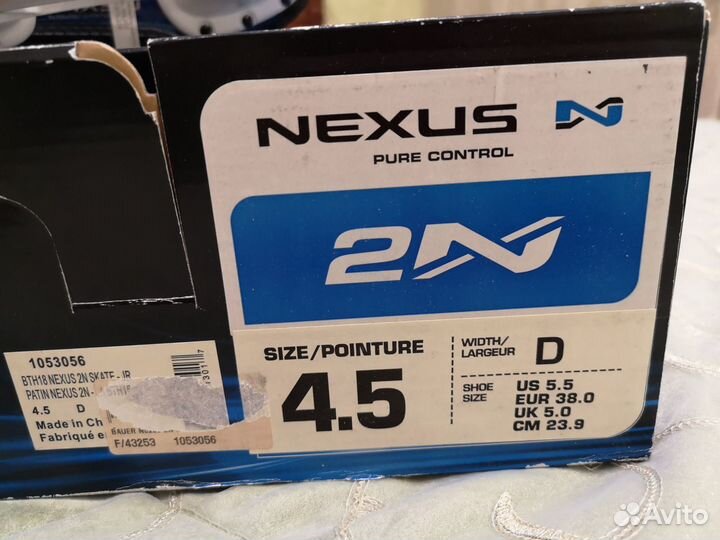 NEXUS N
PURE CONTROL
2N
SIZE/POINTURE
4.5
WIDTH/
LARGEUR
D
SHOE
SIZE
US 5.5
EUR 38.0
UK 5.0
CM 23.9
1053056
BTH18 NEXUS 2N SKATE - JR
PATIN NEXUS 2N -
4.5 D
Made in Ch
Fabriqué e
BAUER
F/43253 1053056
Avito